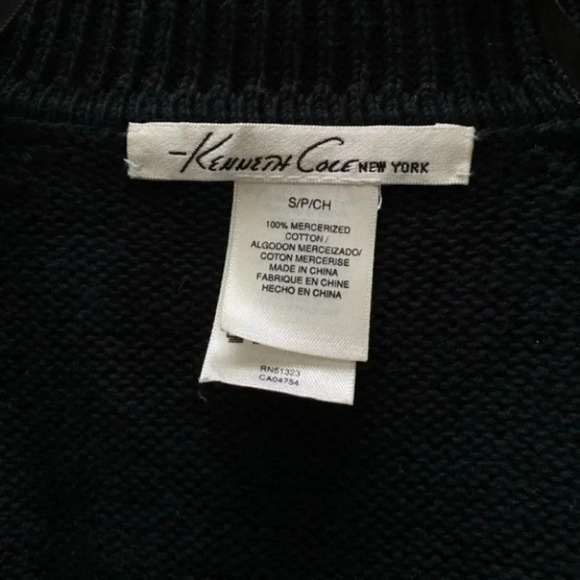 -KENNETH COLE NEW YORK
S/P/CH
100% MERCERIZED
COTTON /
ALGODON MERCEIZADO/
COTON MERCERISE
MADE IN CHINA
FABRIQUE EN CHINE
HECHO EN CHINA
RN51323
CA04754